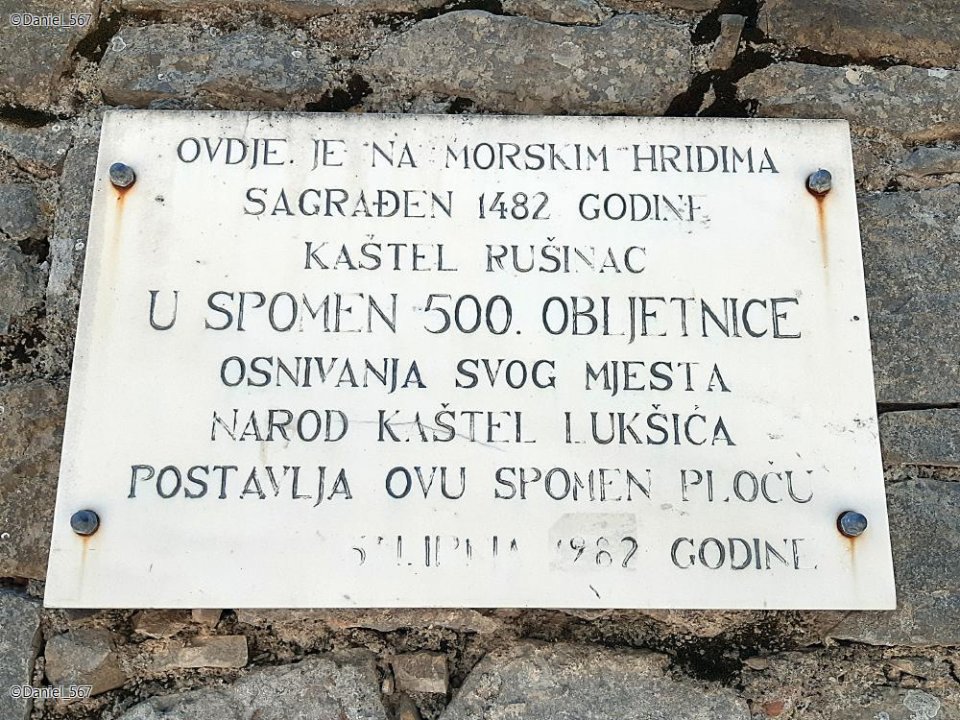 ©Daniel_567
OVDJE JE NA MORSKIM HRIDIMA
SAGRAĐEN 1482 GODINE
KAŠTEL RUŠINAC
U SPOMEN 500. OBLJETNICE
OSNIVANJA SVOG MJESTA
NAROD KAŠTEL LUKŠIĆA
POSTAVLJA OVU SPOMEN PLOČU
LIPNJA 1982 GODINE
©Daniel_567